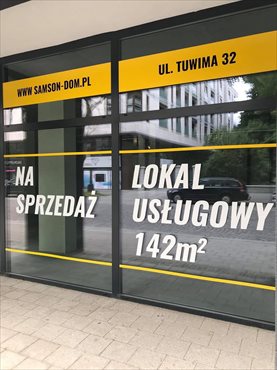 WWW.SAMSON-DOM.PL
UL. TUWIMA 32
NA
SPRZEDAŻ
LOKAL
USŁUGOWY
142m²